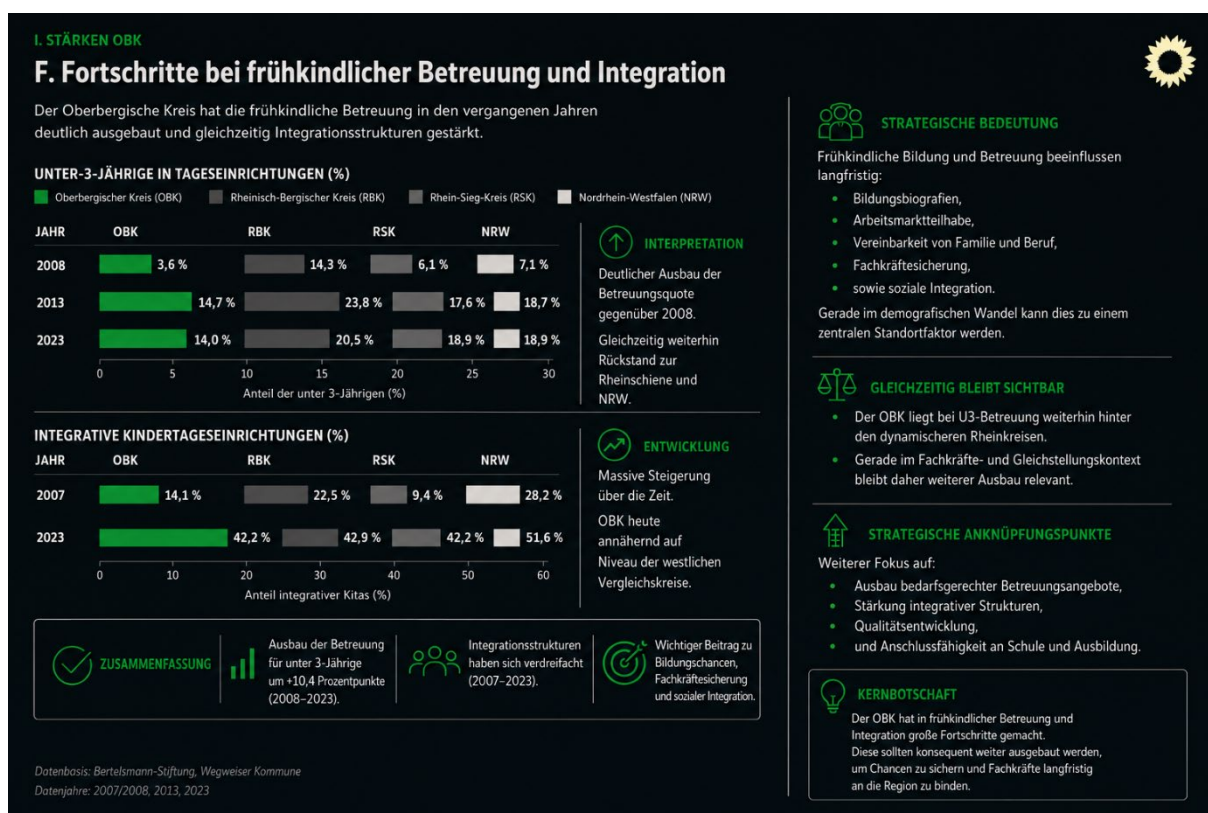 I. STÄRKEN OBK
F. Fortschritte bei frühkindlicher Betreuung und Integration
Der Oberbergische Kreis hat die frühkindliche Betreuung in den vergangenen Jahren
deutlich ausgebaut und gleichzeitig Integrationsstrukturen gestärkt.
UNTER-3-JÄHRIGE IN TAGESEINRICHTUNGEN (%)
Oberbergischer Kreis (OBK) Rheinisch-Bergischer Kreis (RBK) Rhein-Sieg-Kreis (RSK) Nordrhein-Westfalen (NRW)
JAHR OBK RBK RSK NRW
2008 3,6 % 14,3 % 6,1 % 7,1 %
2013 14,7 % 23,8 % 17,6 % 18,7 %
2023 14,0 % 20,5 % 18,9 % 18,9 %
0 5 10 15 20 25 30
Anteil der unter 3-Jährigen (%)
INTERPRETATION
Deutlicher Ausbau der
Betreuungsquote
gegenüber 2008.
Gleichzeitig weiterhin
Rückstand zur
Rheinschiene und
NRW.
INTEGRATIVE KINDERTAGESEINRICHTUNGEN (%)
JAHR OBK RBK RSK NRW
2007 14,1 % 22,5 % 9,4 % 28,2 %
2023 42,2 % 42,9 % 42,2 % 51,6 %
0 10 20 30 40 50 60
Anteil integrativer Kitas (%)
ENTWICKLUNG
Massive Steigerung
über die Zeit.
OBK heute
annähernd auf
Niveau der westlichen
Vergleichskreise.
ZUSAMMENFASSUNG
Ausbau der Betreuung
für unter 3-Jährige
um +10,4 Prozentpunkte
(2008–2023).
Integrationsstrukturen
haben sich verdreifacht
(2007–2023).
Wichtiger Beitrag zu
Bildungschancen,
Fachkräftesicherung
und sozialer Integration.
Datenbasis: Bertelsmann-Stiftung, Wegweiser Kommune
Datenjahre: 2007/2008, 2013, 2023
STRATEGISCHE BEDEUTUNG
Frühkindliche Bildung und Betreuung beeinflussen
langfristig:
• Bildungsbiografien,
• Arbeitsmarktteilhabe,
• Vereinbarkeit von Familie und Beruf,
• Fachkräftesicherung,
• sowie soziale Integration.
Gerade im demografischen Wandel kann dies zu einem
zentralen Standortfaktor werden.
GLEICHZEITIG BLEIBT SICHTBAR
• Der OBK liegt bei U3-Betreuung weiterhin hinter
den dynamischeren Rheinkreisen.
• Gerade im Fachkräfte- und Gleichstellungskontext
bleibt daher weiterer Ausbau relevant.
STRATEGISCHE ANKNÜPFUNGSPUNKTE
Weiterer Fokus auf:
• Ausbau bedarfsgerechter Betreuungsangebote,
• Stärkung integrativer Strukturen,
• Qualitätsentwicklung,
• und Anschlussfähigkeit an Schule und Ausbildung.
KERNBOTSCHAFT
Der OBK hat in frühkindlicher Betreuung und
Integration große Fortschritte gemacht.
Diese sollten konsequent weiter ausgebaut werden,
um Chancen zu sichern und Fachkräfte langfristig
an die Region zu binden.